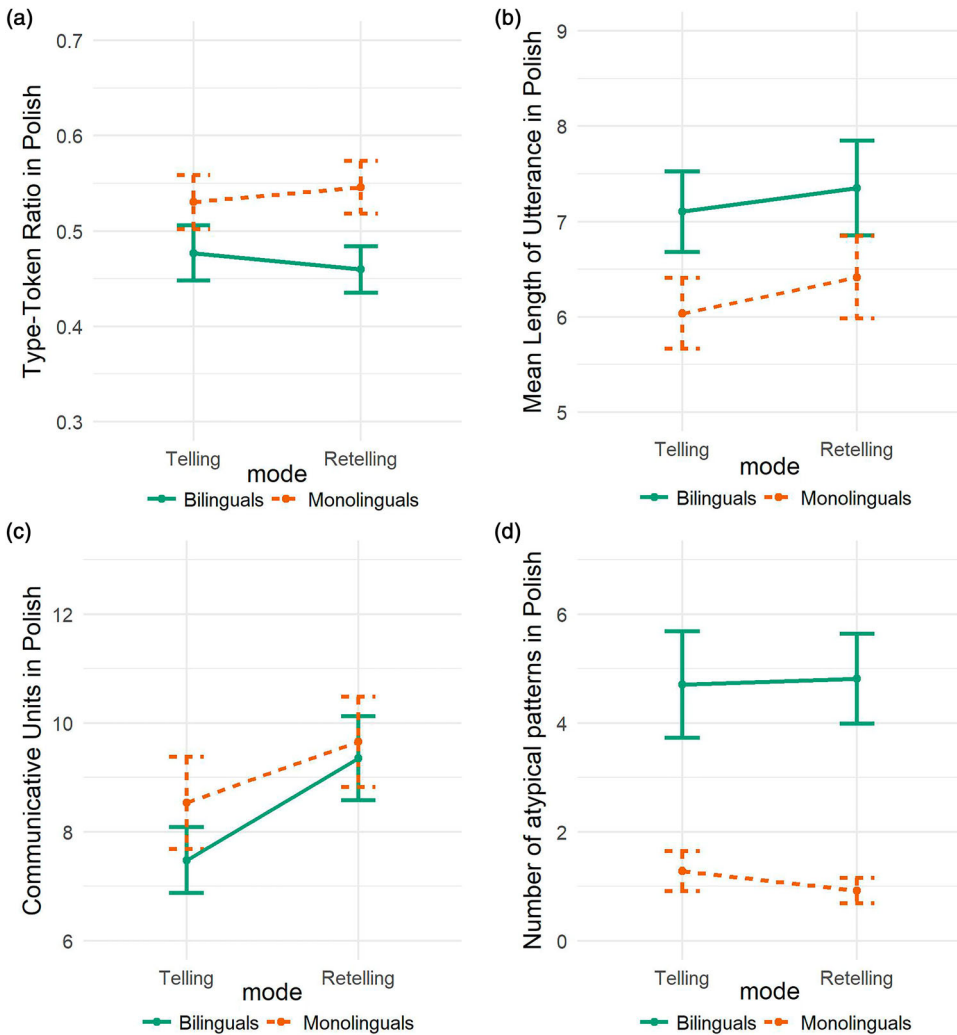 (a)
Type-Token Ratio in Polish
0.7
0.6
0.5
0.4
0.3
Telling
Retelling
mode
Bilinguals
Monolinguals
(b)
Mean Length of Utterance in Polish
9
8
7
6
5
Telling
Retelling
mode
Bilinguals
Monolinguals
(c)
Communicative Units in Polish
12
10
8
6
Telling
Retelling
mode
Bilinguals
Monolinguals
(d)
Number of atypical patterns in Polish
6
4
2
0
Telling
Retelling
mode
Bilinguals
Monolinguals